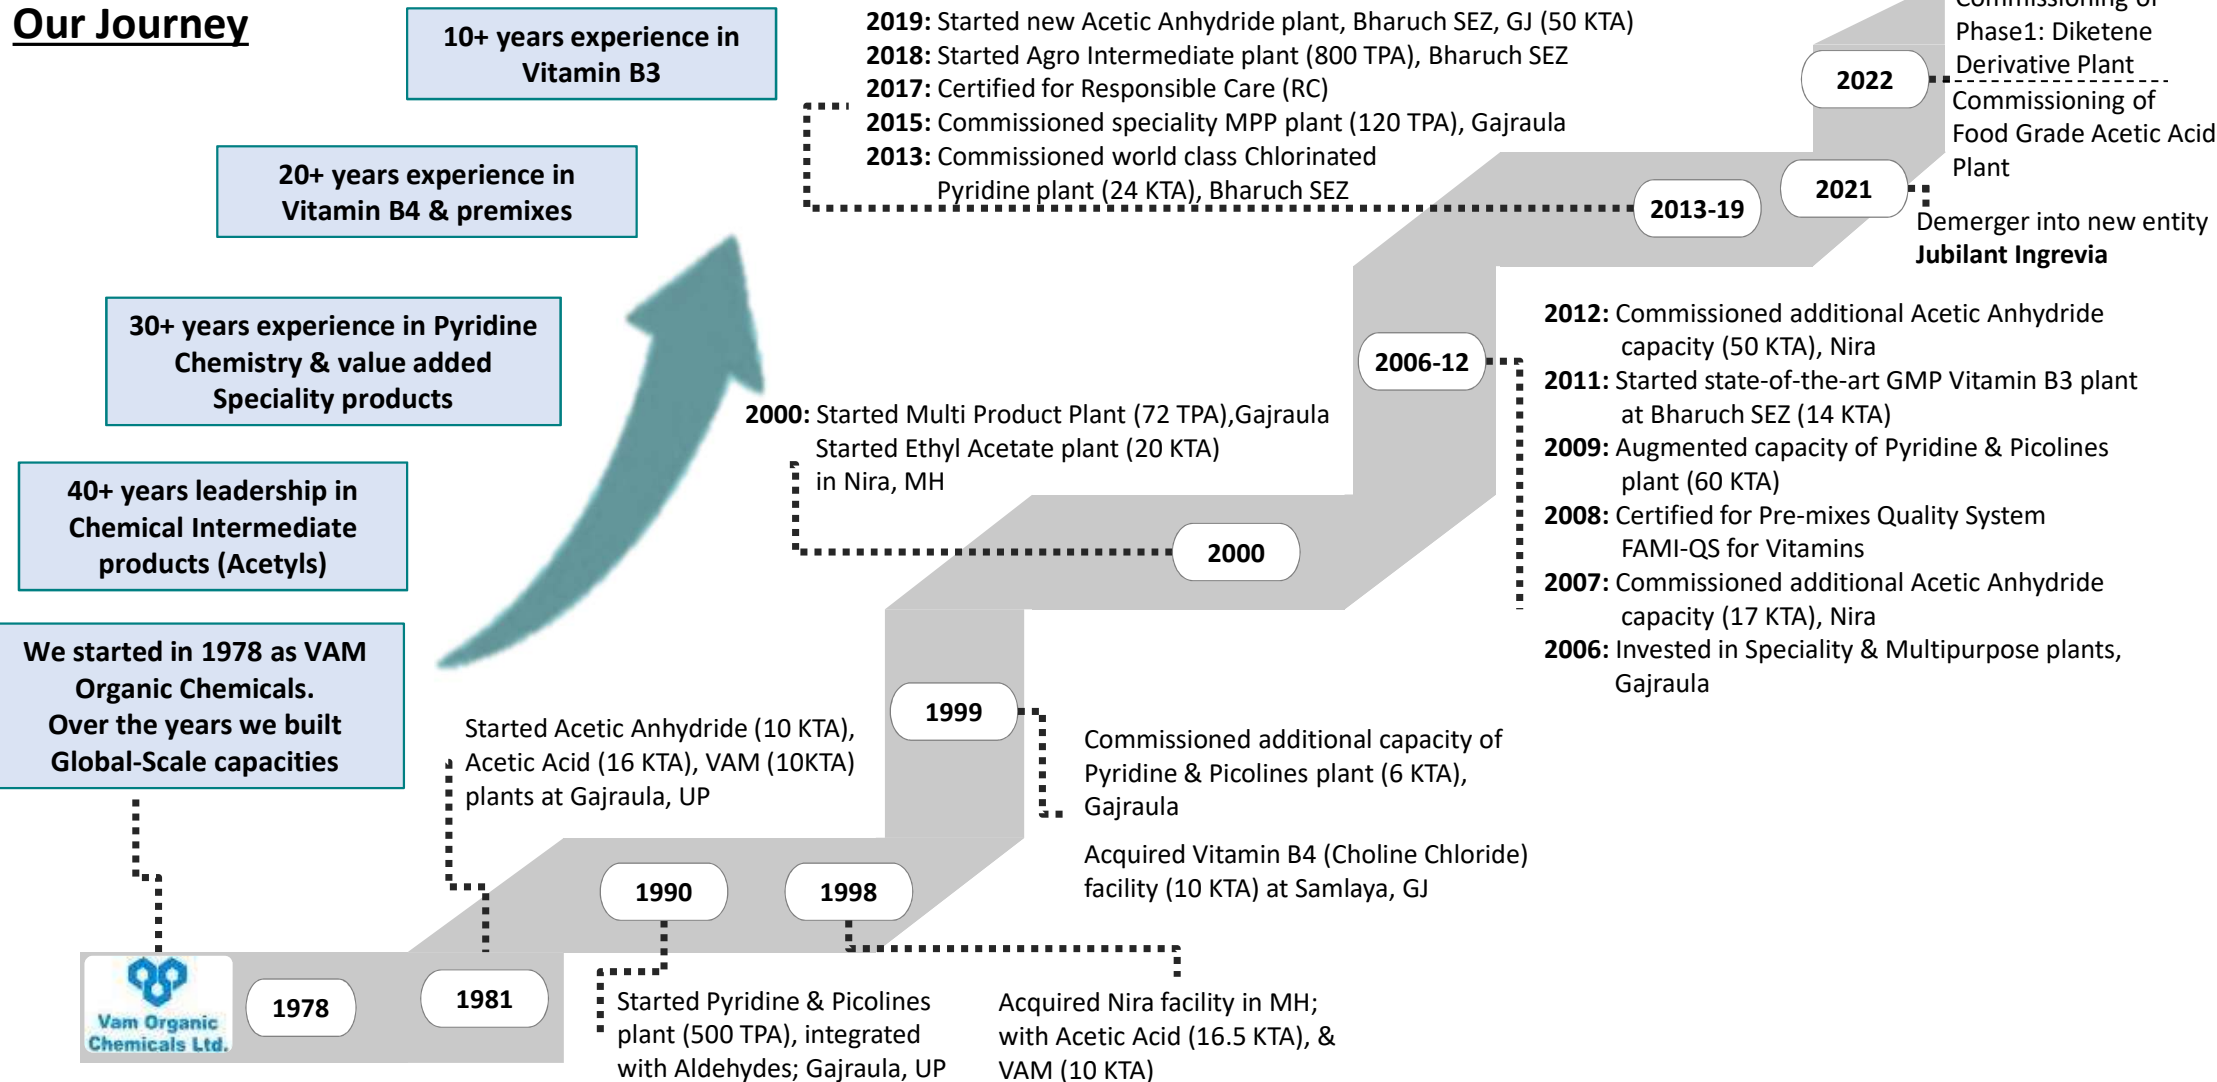 Our Journey
10+ years experience in
Vitamin B3
20+ years experience in
Vitamin B4 & premixes
30+ years experience in Pyridine
Chemistry & value added
Speciality products
40+ years leadership in
Chemical Intermediate
products (Acetyls)
We started in 1978 as VAM
Organic Chemicals.
Over the years we built
Global-Scale capacities
Vam Organic
Chemicals Ltd.
1978
1981
Started Acetic Anhydride (10 KTA),
Acetic Acid (16 KTA), VAM (10KTA)
plants at Gajraula, UP
1990
Started Pyridine & Picolines
plant (500 TPA), integrated
with Aldehydes; Gajraula, UP
1998
Acquired Nira facility in MH;
with Acetic Acid (16.5 KTA), &
VAM (10 KTA)
1999
Commissioned additional capacity of
Pyridine & Picolines plant (6 KTA),
Gajraula
Acquired Vitamin B4 (Choline Chloride)
facility (10 KTA) at Samlaya, GJ
2000
2000: Started Multi Product Plant (72 TPA),Gajraula
Started Ethyl Acetate plant (20 KTA)
in Nira, MH
2006-12
2012: Commissioned additional Acetic Anhydride
capacity (50 KTA), Nira
2011: Started state-of-the-art GMP Vitamin B3 plant
at Bharuch SEZ (14 KTA)
2009: Augmented capacity of Pyridine & Picolines
plant (60 KTA)
2008: Certified for Pre-mixes Quality System
FAMI-QS for Vitamins
2007: Commissioned additional Acetic Anhydride
capacity (17 KTA), Nira
2006: Invested in Speciality & Multipurpose plants,
Gajraula
2013-19
2019: Started new Acetic Anhydride plant, Bharuch SEZ, GJ (50 KTA)
2018: Started Agro Intermediate plant (800 TPA), Bharuch SEZ
2017: Certified for Responsible Care (RC)
2015: Commissioned speciality MPP plant (120 TPA), Gajraula
2013: Commissioned world class Chlorinated
Pyridine plant (24 KTA), Bharuch SEZ
2021
Demerger into new entity
Jubilant Ingrevia
2022
Commissioning of
Phase1: Diketene
Derivative Plant
Commissioning of
Food Grade Acetic Acid
Plant